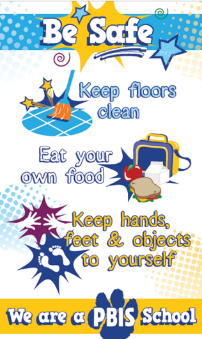 Be Safe
Keep floors
clean
Eat your
own food
Keep hands,
feet & objects
to yourself
We are a PBIS School